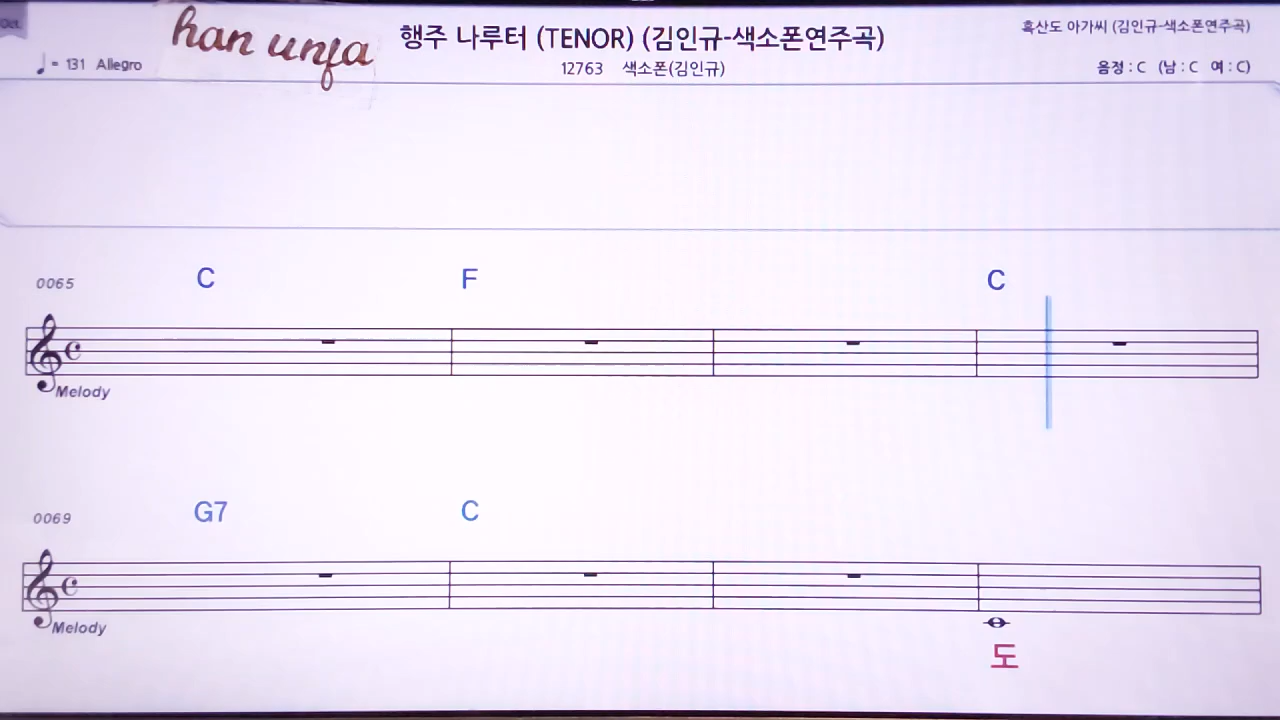 Oct.
han unja
행주 나루터 (TENOR) (김인규-색소폰연주곡)
흑산도 아가씨 (김인규-색소폰연주곡)
♩ = 131 Allegro
12763 색소폰(김인규)
음정 : C (남 : C 여 : C)
0065 C F C
Melody
0069 G7 C
Melody
도